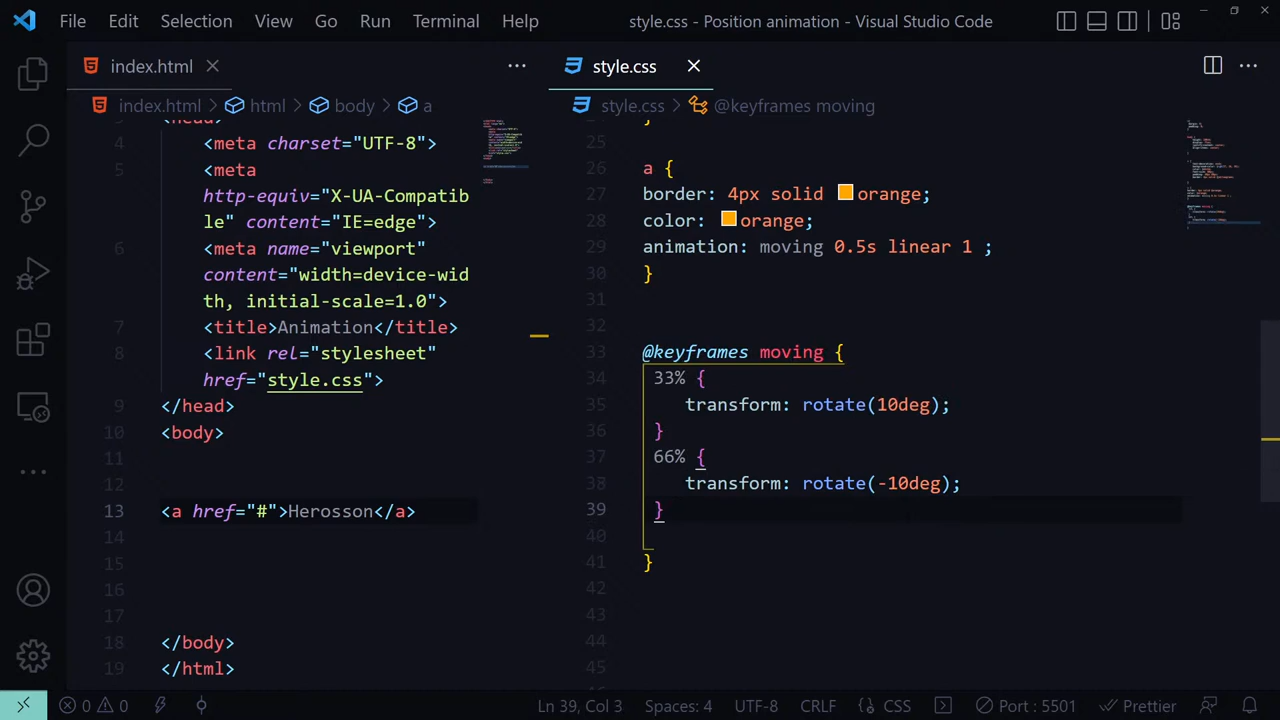 File Edit Selection View Go Run Terminal Help style.css - Position animation - Visual Studio Code
index.html
index.html > html > body > a
<head>
4 <meta charset="UTF-8">
5 <meta
http-equiv="X-UA-Compatib
le" content="IE=edge">
6 <meta name="viewport"
content="width=device-wid
th, initial-scale=1.0">
7 <title>Animation</title>
8 <link rel="stylesheet"
href="style.css">
9 </head>
10 <body>
11
12
13 <a href="#">Herosson</a>
14
15
16
17
18 </body>
19 </html>
style.css
style.css > @keyframes moving
}
25
26 a {
27 border: 4px solid orange;
28 color: orange;
29 animation: moving 0.5s linear 1 ;
30 }
31
32
33 @keyframes moving {
34 33% {
35 transform: rotate(10deg);
36 }
37 66% {
38 transform: rotate(-10deg);
39 }
40
41 }
42
43
44
45
0 0 Ln 39, Col 3 Spaces: 4 UTF-8 CRLF CSS Port : 5501 Prettier